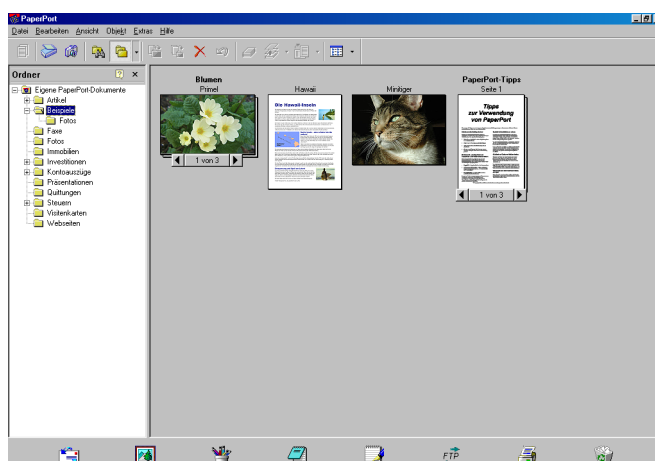 PaperPort
Datei Bearbeiten Ansicht Objekt Extras Hilfe
Ordner
Eigene PaperPort-Dokumente
Artikel
Beispiele
Fotos
Faxe
Fotos
Immobilien
Investitionen
Kontoauszüge
Präsentationen
Quittungen
Steuern
Visitenkarten
Webseiten
Blumen
Primel
1 von 3
Hawaii
Die Hawaii-Inseln
Minitiger
PaperPort-Tipps
Seite 1
Tipps
zur Verwendung
von PaperPort
1 von 3
FTP